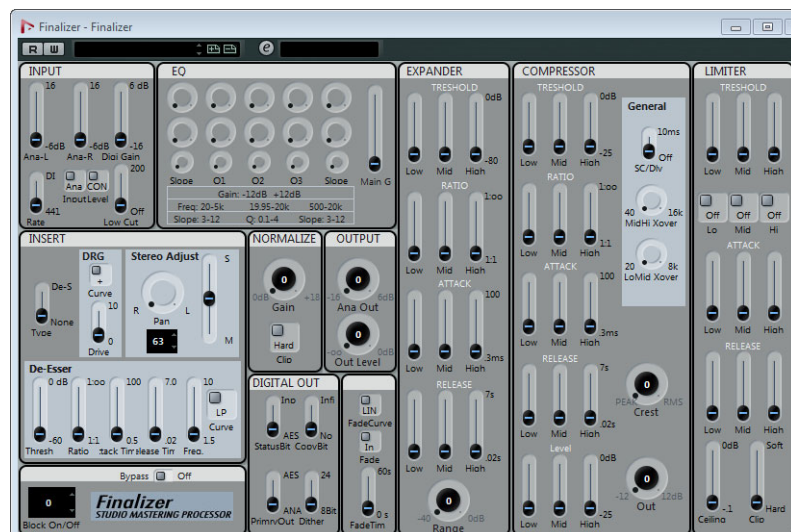 Finalizer - Finalizer
R W e
INPUT
16 16 6 dB
-6dB -6dB -16
Ana-L Ana-R Digi Gain
DI 200
Ana CON
InputLevel
441 Off
Rate Low Cut
EQ
Slope O1 O2 O3 Slope Main G
Gain: -12dB +12dB
Freq: 20-5k 19.95-20k 500-20k
Slope: 3-12 Q: 0.1-4 Slope: 3-12
INSERT
De-S
None
Type
DRG
+
Curve
10
0
Drive
Stereo Adjust
S
R L
Pan
63
M
De-Esser
0 dB 1:oo 100 7.0 10
LP
Curve
-60 1:1 0.5 .02 1.5
Thresh Ratio tack Tim elease Tim Freq.
Bypass Off
0
Block On/Off
Finalizer
STUDIO MASTERING PROCESSOR
NORMALIZE
0
0dB +18
Gain
Hard
Clip
OUTPUT
0
-16 6dB
Ana Out
0
-oo 0dB
Out Level
DIGITAL OUT
Ino Infi
AES No
StatusBit CopyBit
AES 24
ANA 8Bit
PrimryOut Dither
LIN
FadeCurve
In
Fade
60s
0 s
FadeTim
EXPANDER
TRESHOLD
0dB
-80
Low Mid High
RATIO
1:oo
1:1
Low Mid High
ATTACK
100
.3ms
Low Mid High
RELEASE
7s
.02s
Low Mid High
0
-40 0dB
Range
COMPRESSOR
TRESHOLD
0dB
-25
Low Mid High
RATIO
1:oo
1:1
Low Mid High
ATTACK
100
.3ms
Low Mid High
RELEASE
7s
.02s
Low Mid High
Level
0dB
-25
Low Mid High
General
10ms
Off
SC/Dly
40 16k
MidHi Xover
20 8k
LoMid Xover
0
PEAK RMS
Crest
0
-12 12dB
Out
LIMITER
TRESHOLD
Low Mid High
Off Off Off
Lo Mid Hi
ATTACK
Low Mid High
RELEASE
Low Mid High
0dB Soft
-.1 Hard
Ceiling Clip